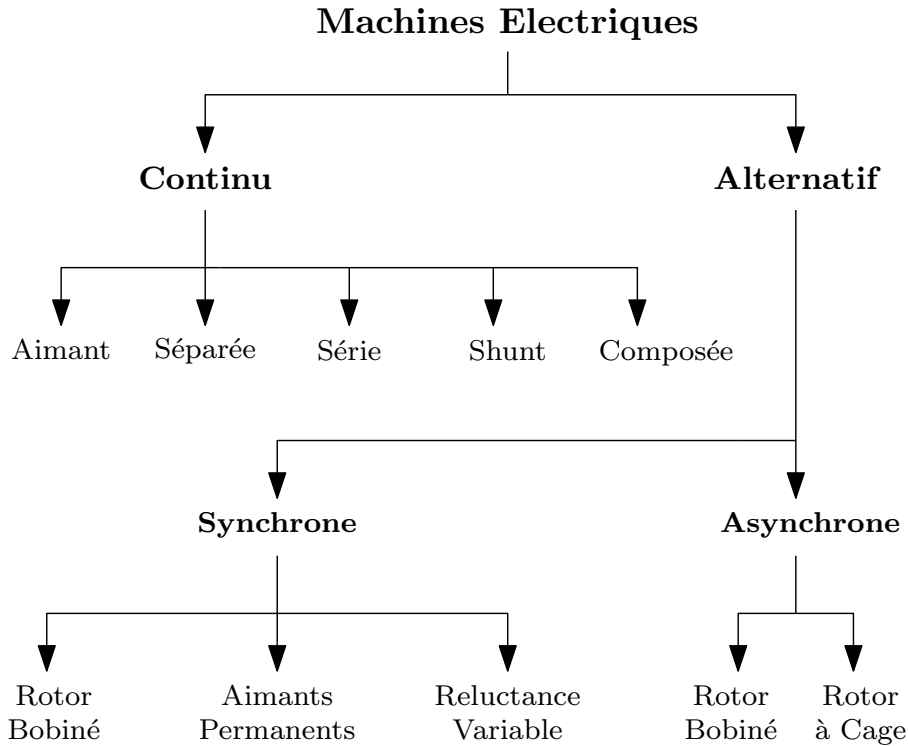 Machines Electriques
Continu
Alternatif
Aimant
Séparée
Série
Shunt
Composée
Synchrone
Asynchrone
Rotor
Bobiné
Aimants
Permanents
Reluctance
Variable
Rotor
Bobiné
Rotor
à Cage